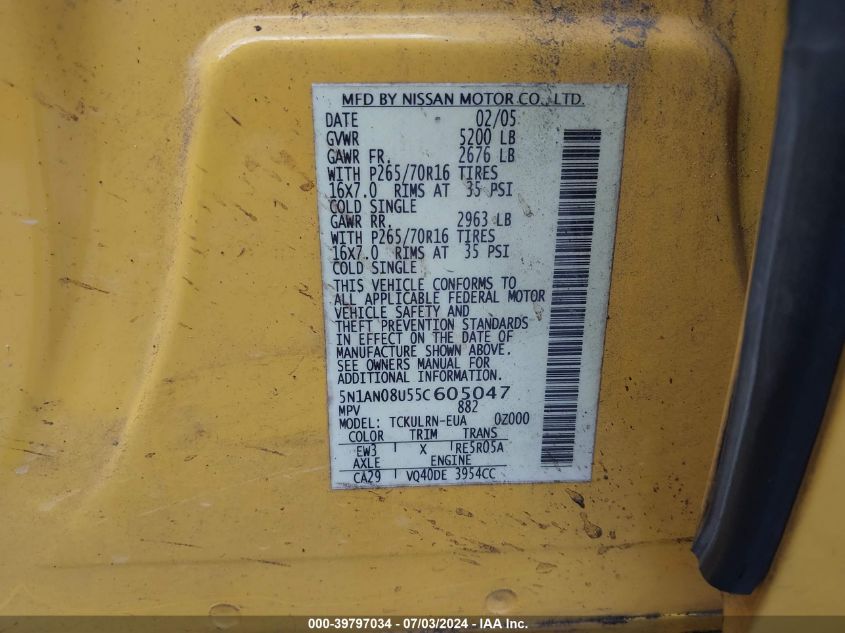 MFD BY NISSAN MOTOR CO., LTD.
DATE 02/05
GVWR 5200 LB
GAWR FR. 2676 LB
WITH P265/70R16 TIRES
16X7.0 RIMS AT 35 PSI
COLD SINGLE
GAWR RR. 2963 LB
WITH P265/70R16 TIRES
16X7.0 RIMS AT 35 PSI
COLD SINGLE
THIS VEHICLE CONFORMS TO
ALL APPLICABLE FEDERAL MOTOR
VEHICLE SAFETY AND
THEFT PREVENTION STANDARDS
IN EFFECT ON THE DATE OF
MANUFACTURE SHOWN ABOVE.
SEE OWNERS MANUAL FOR
ADDITIONAL INFORMATION.
5N1AN08U55C605047
MPV 882
MODEL: TCKULRN-EUA 0Z000
COLOR TRIM TRANS
EW3 X RE5R05A
AXLE ENGINE
CA29 VQ40DE 3954CC
000-39797034 - 07/03/2024 - IAA Inc.